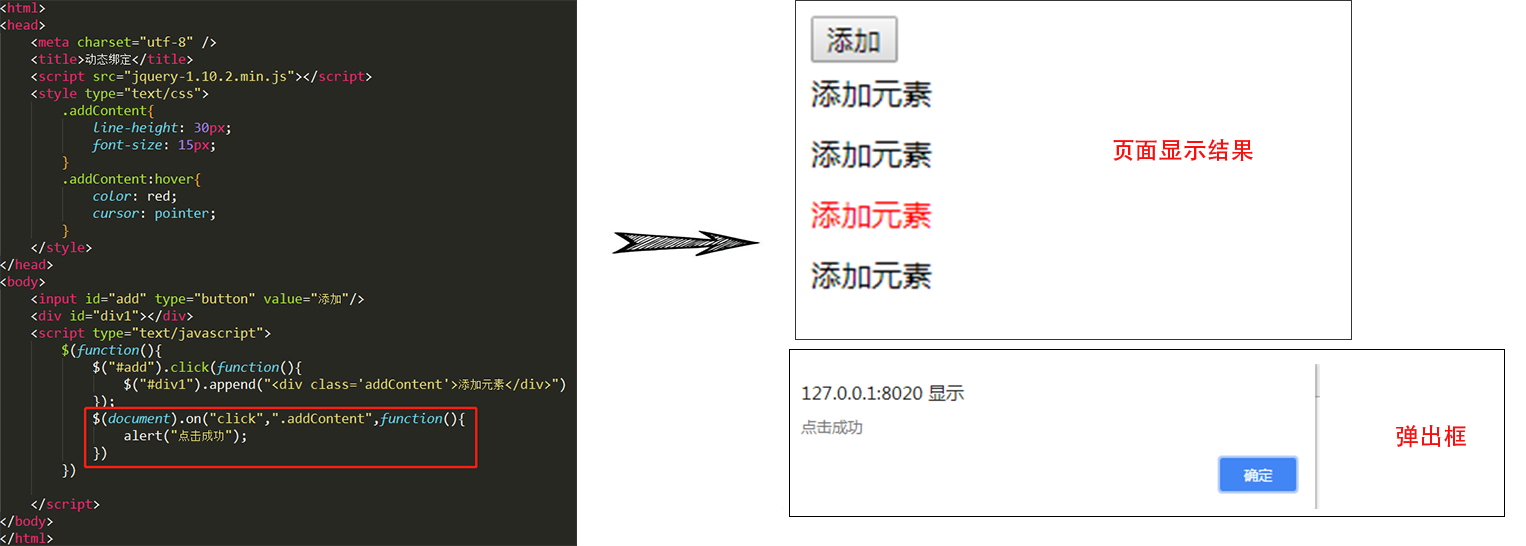 <html>
<head>
    <meta charset="utf-8" />
    <title>动态绑定</title>
    <script src="jquery-1.10.2.min.js"></script>
    <style type="text/css">
        .addContent{
            line-height: 30px;
            font-size: 15px;
        }
        .addContent:hover{
            color: red;
            cursor: pointer;
        }
    </style>
</head>
<body>
    <input id="add" type="button" value="添加"/>
    <div id="div1"></div>
    <script type="text/javascript">
        $(function(){
            $("#add").click(function(){
                $("#div1").append("<div class='addContent'>添加元素</div>")
            });
            $(document).on("click",".addContent",function(){
                alert("点击成功");
            })
        })
    </script>
</body>
</html>
添加
添加元素
添加元素
添加元素
添加元素
页面显示结果
127.0.0.1:8020 显示
点击成功
确定
弹出框